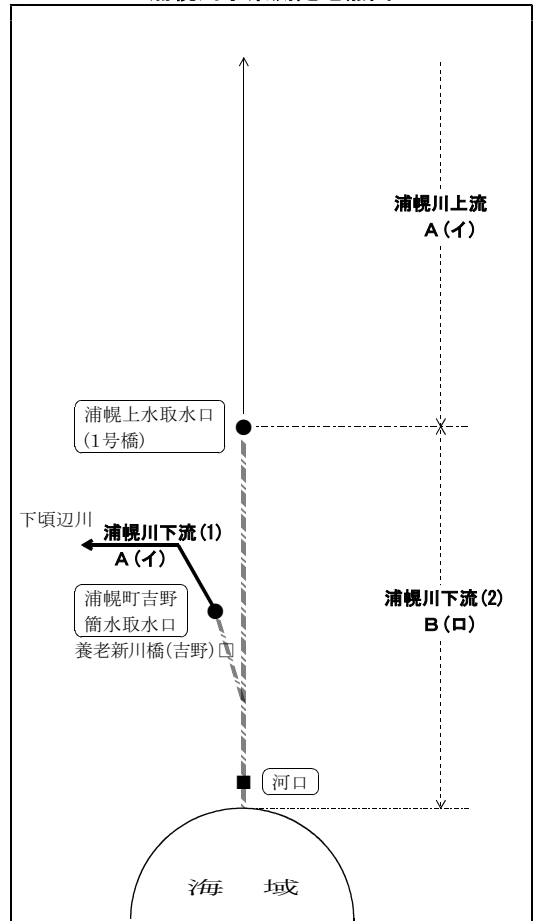 浦幌川上流
A(イ)
浦幌上水取水口
(1号橋)
下頃辺川
浦幌川下流(1)
A(イ)
浦幌町吉野
簡水取水口
養老新川橋(吉野)
浦幌川下流(2)
B(ロ)
河口
海域